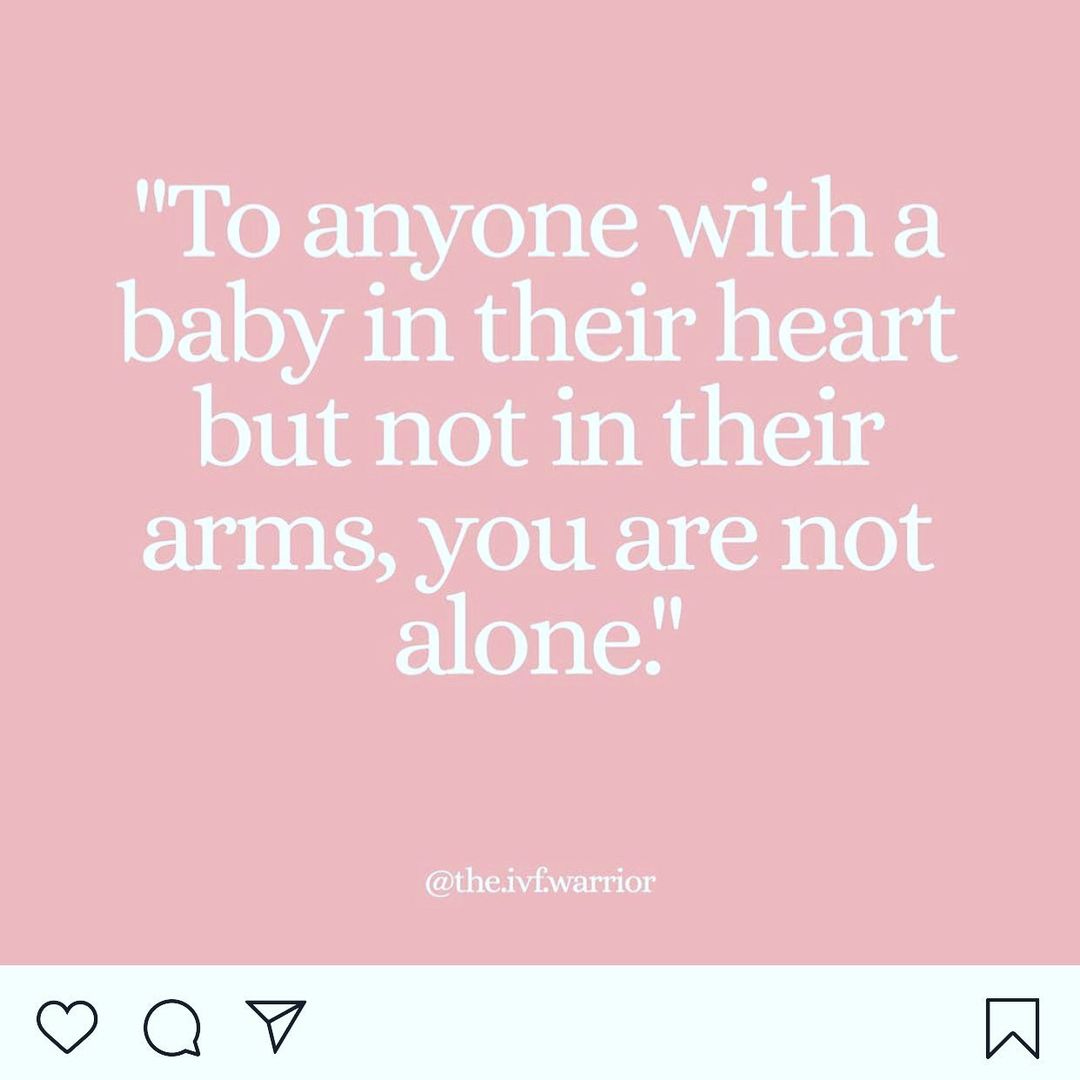 "To anyone with a
baby in their heart
but not in their
arms, you are not
alone."
@the.ivf.warrior